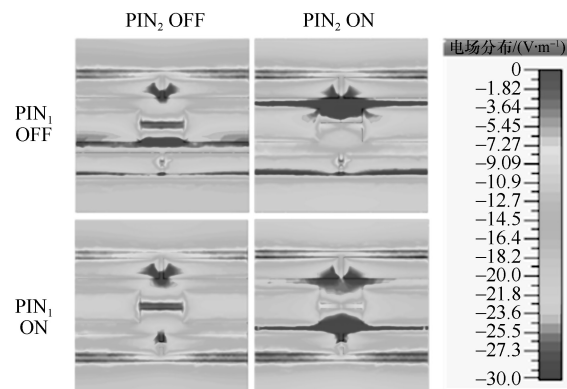 PIN₂ OFF
PIN₂ ON
电场分布/(V·m⁻¹)
PIN₁
OFF
PIN₁
ON
0
−1.82
−3.64
−5.45
−7.27
−9.09
−10.9
−12.7
−14.5
−16.4
−18.2
−20.0
−21.8
−23.6
−25.5
−27.3
−30.0